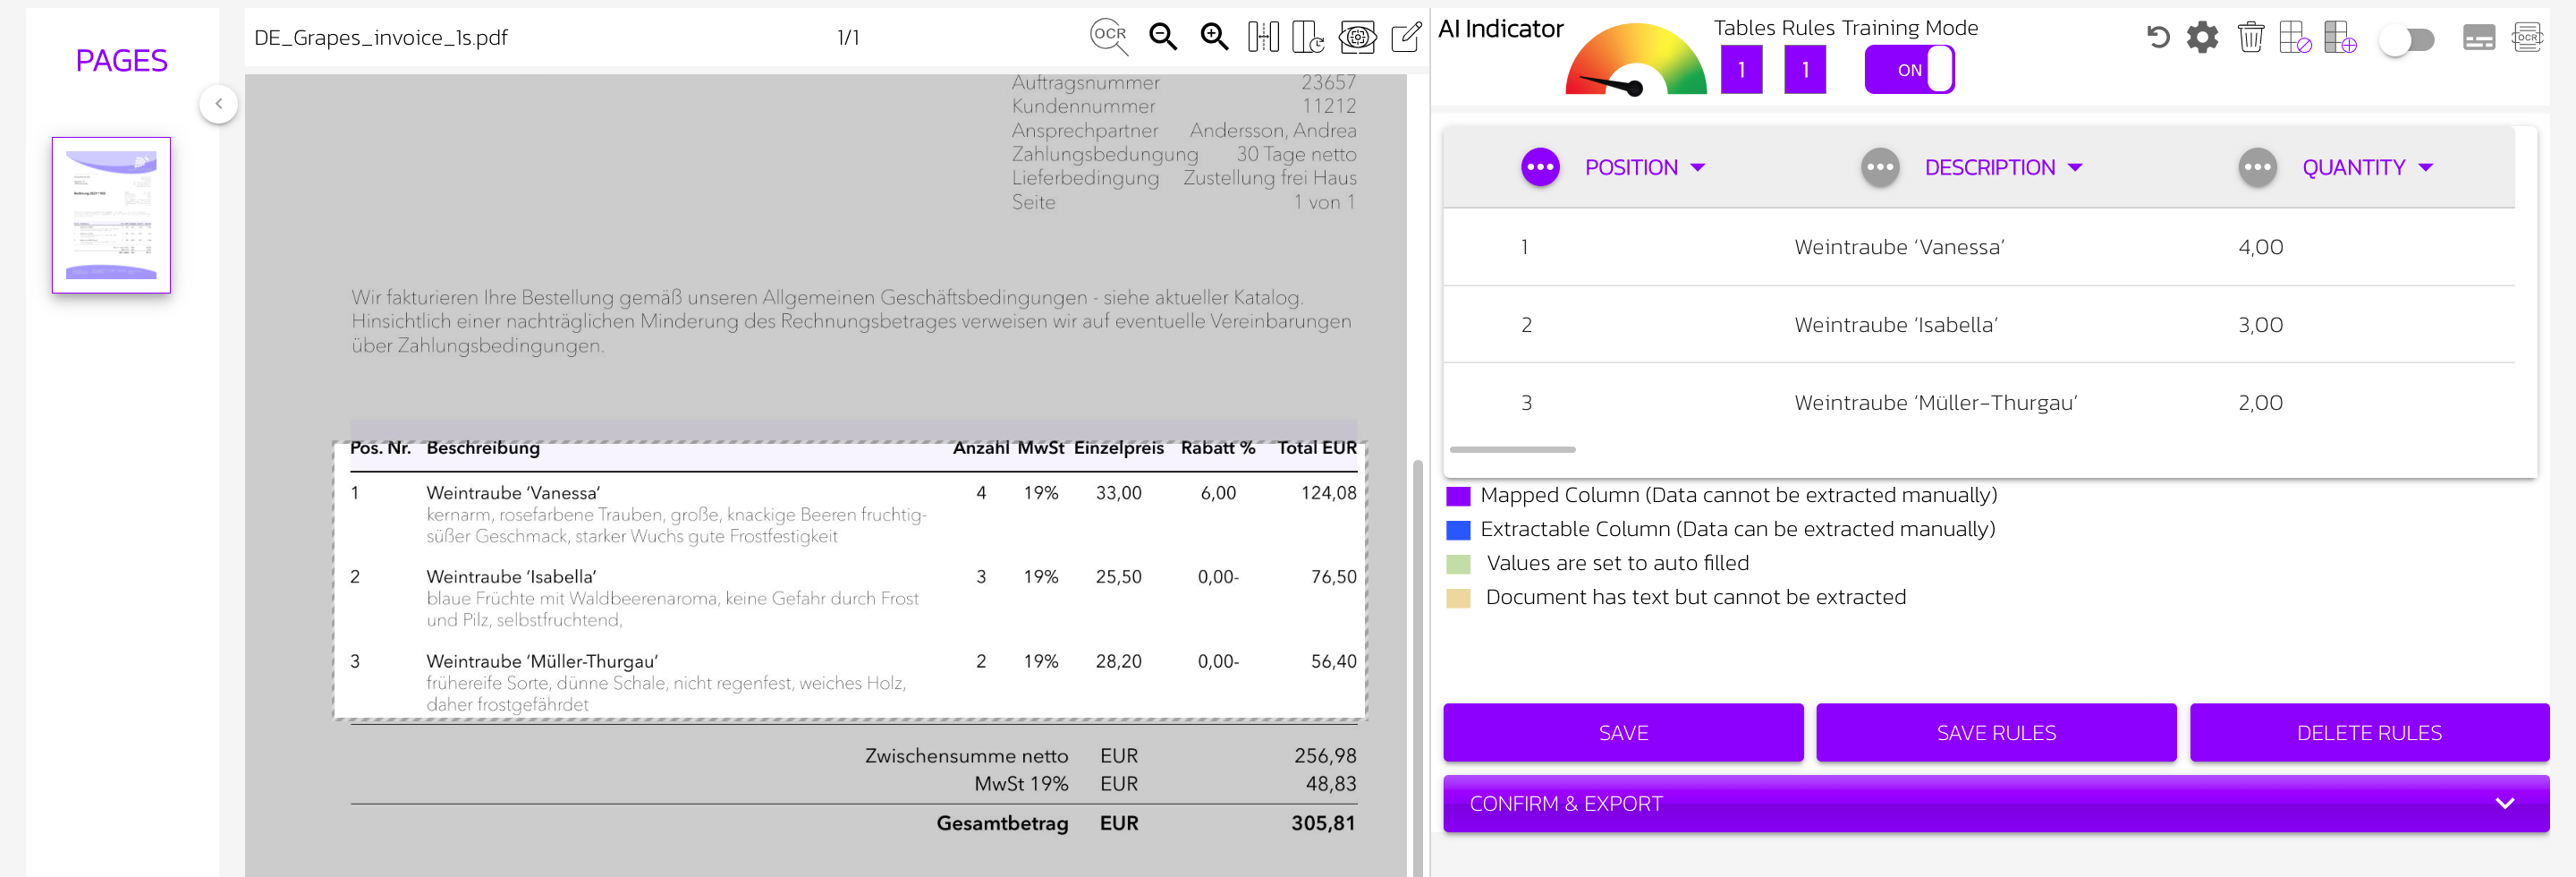 PAGES
DE_Grapes_invoice_1s.pdf
1/1
OCR
Auftragsnummer 23657
Kundennummer 11212
Ansprechpartner Andersson, Andrea
Zahlungsbedungung 30 Tage netto
Lieferbedingung Zustellung frei Haus
Seite 1 von 1
Wir fakturieren Ihre Bestellung gemäß unseren Allgemeinen Geschäftsbedingungen - siehe aktueller Katalog.
Hinsichtlich einer nachträglichen Minderung des Rechnungsbetrages verweisen wir auf eventuelle Vereinbarungen
über Zahlungsbedingungen.
Pos. Nr. Beschreibung Anzahl MwSt Einzelpreis Rabatt % Total EUR
1 Weintraube ‘Vanessa’ 4 19% 33,00 6,00 124,08
kernarm, rosefarbene Trauben, große, knackige Beeren fruchtig-
süßer Geschmack, starker Wuchs gute Frostfestigkeit
2 Weintraube ‘Isabella’ 3 19% 25,50 0,00- 76,50
blaue Früchte mit Waldbeerenaroma, keine Gefahr durch Frost
und Pilz, selbstfruchtend,
3 Weintraube ‘Müller-Thurgau’ 2 19% 28,20 0,00- 56,40
frühereife Sorte, dünne Schale, nicht regenfest, weiches Holz,
daher frostgefährdet
Zwischensumme netto EUR 256,98
MwSt 19% EUR 48,83
Gesamtbetrag EUR 305,81
AI Indicator
Tables Rules Training Mode
1 1 ON
OCR
POSITION DESCRIPTION QUANTITY
1 Weintraube ‘Vanessa’ 4,00
2 Weintraube ‘Isabella’ 3,00
3 Weintraube ‘Müller-Thurgau’ 2,00
Mapped Column (Data cannot be extracted manually)
Extractable Column (Data can be extracted manually)
Values are set to auto filled
Document has text but cannot be extracted
SAVE SAVE RULES DELETE RULES
CONFIRM & EXPORT